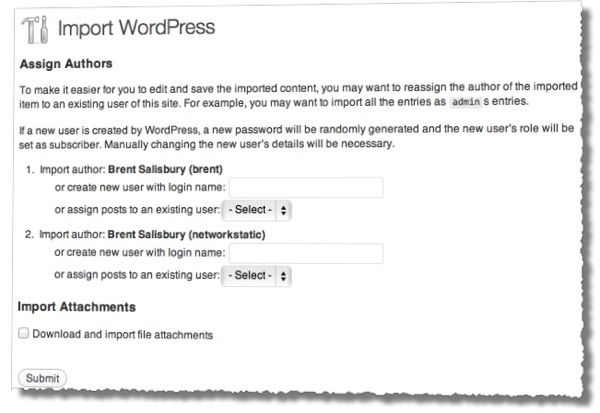 Import WordPress
Assign Authors
To make it easier for you to edit and save the imported content, you may want to reassign the author of the imported
item to an existing user of this site. For example, you may want to import all the entries as admin s entries.
If a new user is created by WordPress, a new password will be randomly generated and the new user's role will be
set as subscriber. Manually changing the new user's details will be necessary.
1. Import author: Brent Salisbury (brent)
or create new user with login name:
or assign posts to an existing user: - Select -
2. Import author: Brent Salisbury (networkstatic)
or create new user with login name:
or assign posts to an existing user: - Select -
Import Attachments
Download and import file attachments
Submit